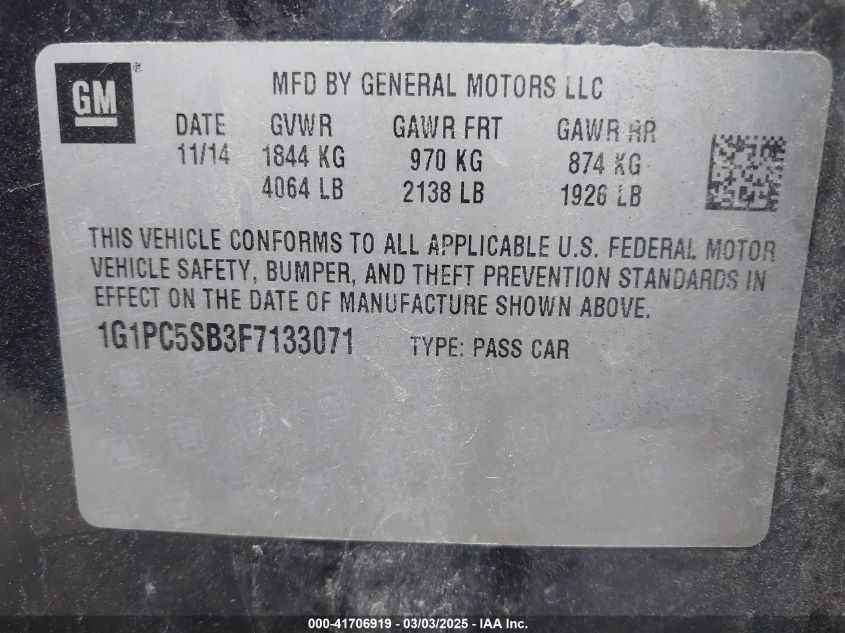 GM®
MFD BY GENERAL MOTORS LLC
DATE GVWR GAWR FRT GAWR RR
11/14 1844 KG 970 KG 874 KG
4064 LB 2138 LB 1926 LB
THIS VEHICLE CONFORMS TO ALL APPLICABLE U.S. FEDERAL MOTOR
VEHICLE SAFETY, BUMPER, AND THEFT PREVENTION STANDARDS IN
EFFECT ON THE DATE OF MANUFACTURE SHOWN ABOVE.
1G1PC5SB3F7133071 TYPE: PASS CAR
000-41706919 - 03/03/2025 - IAA Inc.